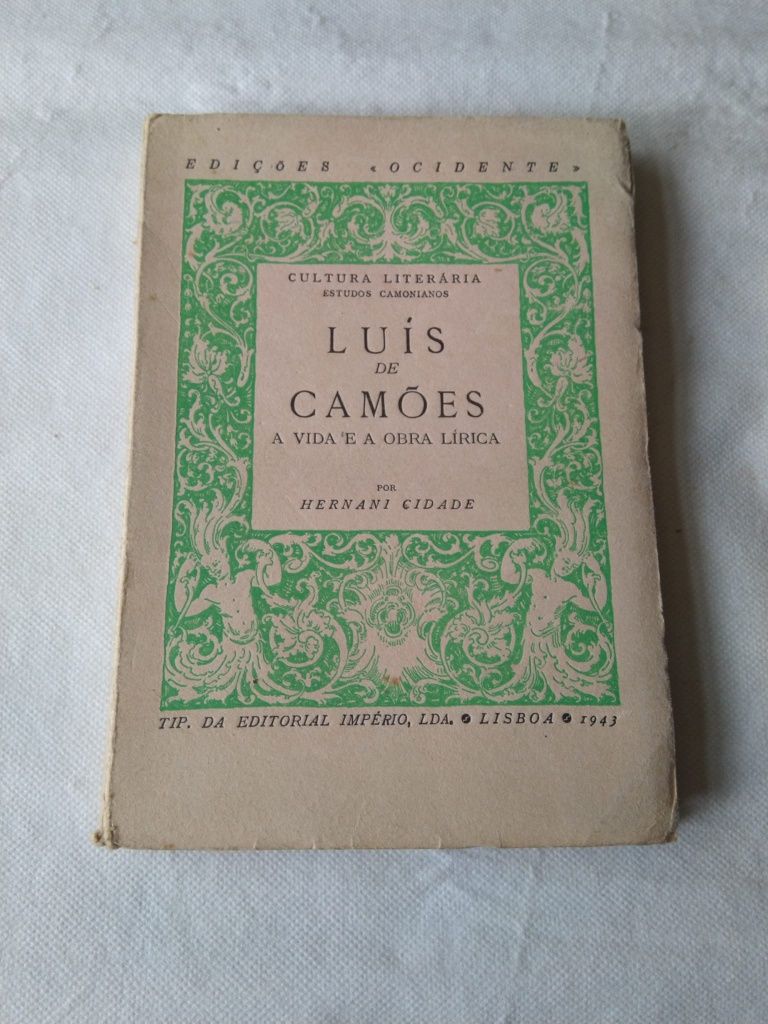 EDIÇÕES «OCIDENTE»
CULTURA LITERÁRIA
ESTUDOS CAMONIANOS
LUÍS
DE
CAMÕES
A VIDA E A OBRA LÍRICA
POR
HERNANI CIDADE
TIP. DA EDITORIAL IMPÉRIO, LDA. • LISBOA • 1943